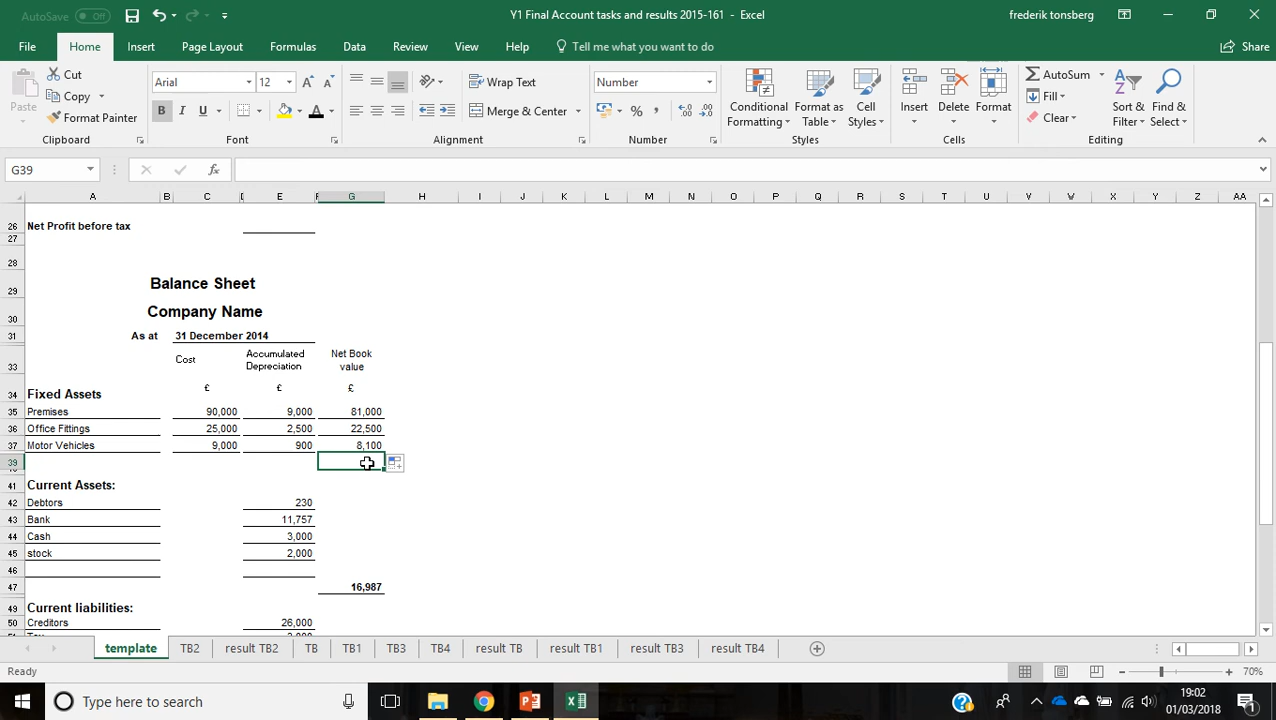 AutoSave Off Y1 Final Account tasks and results 2015-161 - Excel frederik tonsberg
File Home Insert Page Layout Formulas Data Review View Help Tell me what you want to do Share
Paste
Cut
Copy
Format Painter
Arial 12
B I U
Wrap Text
Merge & Center
Number
% ,
Conditional Formatting
Format as Table
Cell Styles
Insert Delete Format
AutoSum
Fill
Clear
Sort & Filter
Find & Select
Clipboard Font Alignment Number Styles Cells Editing
G39 fx
A B C E F G H I J K L M N O P Q R S T U V W X Y Z AA
26 Net Profit before tax
27
28
29 Balance Sheet
30 Company Name
31 As at 31 December 2014
33 Cost Accumulated Depreciation Net Book value
34 Fixed Assets £ £ £
35 Premises 90,000 9,000 81,000
36 Office Fittings 25,000 2,500 22,500
37 Motor Vehicles 9,000 900 8,100
39
41 Current Assets:
42 Debtors 230
43 Bank 11,757
44 Cash 3,000
45 stock 2,000
46
47 16,987
49 Current liabilities:
50 Creditors 26,000
template TB2 result TB2 TB TB1 TB3 TB4 result TB result TB1 result TB3 result TB4
Ready 70%
Type here to search
19:02
01/03/2018